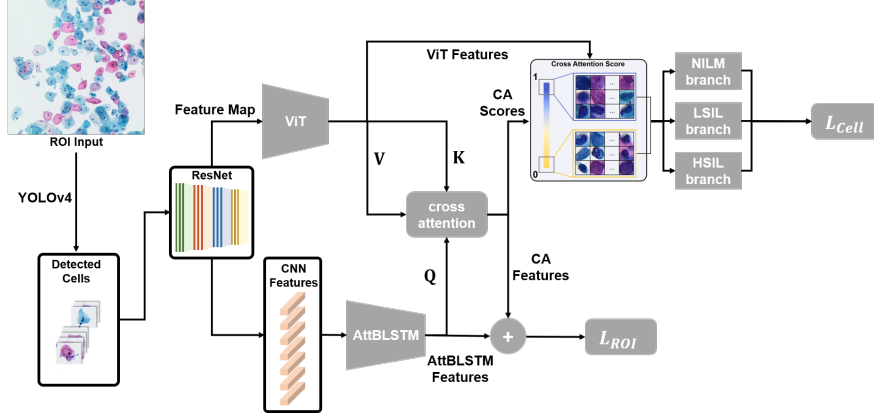 ROI Input
YOLOv4
Detected
Cells
Feature Map
ResNet
CNN
Features
ViT
ViT Features
V
K
Q
cross
attention
AttBLSTM
AttBLSTM
Features
CA
Scores
CA
Features
+
Cross Attention Score
1
0
...
...
...
...
NILM
branch
LSIL
branch
HSIL
branch
L_Cell
L_ROI